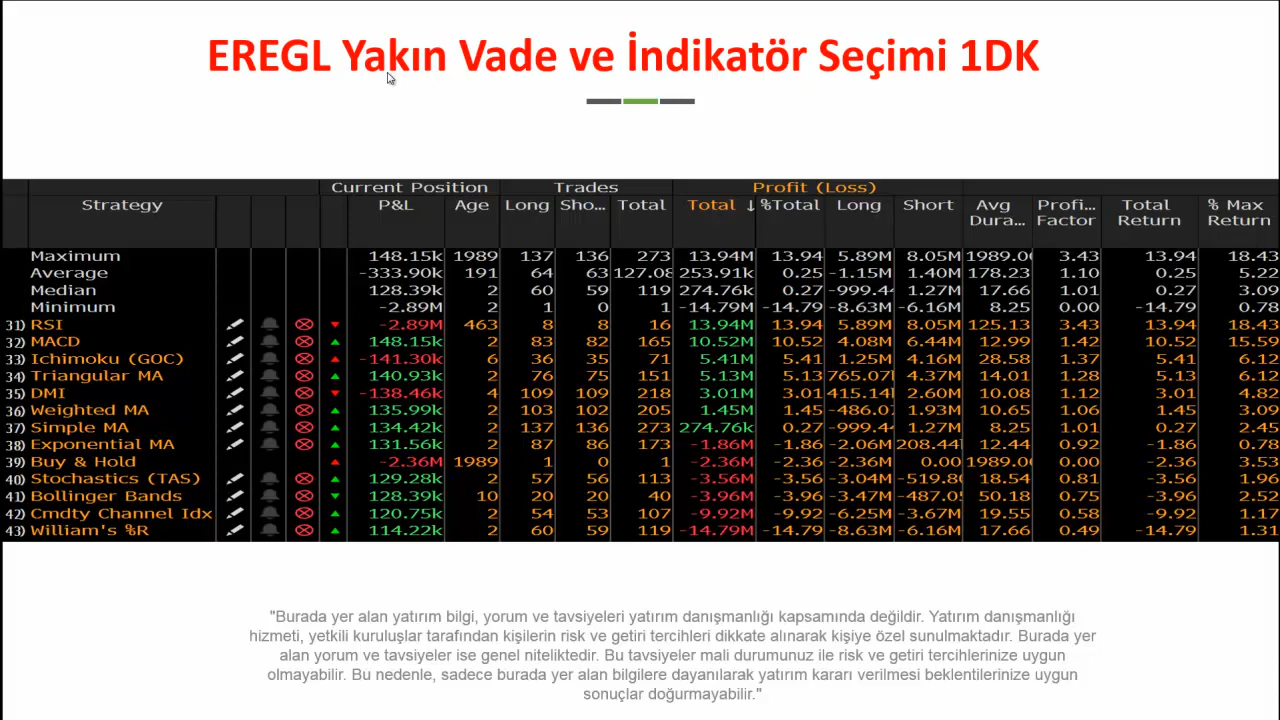 EREGL Yakın Vade ve İndikatör Seçimi 1DK
Current Position Trades Profit (Loss)
Strategy P&L Age Long Sho... Total Total ↓ %Total Long Short Avg Dura... Profi... Factor Total Return % Max Return
Maximum 148.15k 1989 137 136 273 13.94M 13.94 5.89M 8.05M 1989.0 3.43 13.94 18.43
Average -333.90k 191 64 63 127.08 253.91k 0.25 -1.15M 1.40M 178.23 1.10 0.25 5.22
Median 128.39k 2 60 59 119 274.76k 0.27 -999.4 1.27M 17.66 1.01 0.27 3.09
Minimum -2.89M 2 1 0 1 -14.79M -14.79 -8.63M -6.16M 8.25 0.00 -14.79 0.78
31) RSI -2.89M 463 8 8 16 13.94M 13.94 5.89M 8.05M 125.13 3.43 13.94 18.43
32) MACD 148.15k 2 83 82 165 10.52M 10.52 4.08M 6.44M 12.99 1.42 10.52 15.59
33) Ichimoku (GOC) -141.30k 6 36 35 71 5.41M 5.41 1.25M 4.16M 28.58 1.37 5.41 6.12
34) Triangular MA 140.93k 2 76 75 151 5.13M 5.13 765.07 4.37M 14.01 1.28 5.13 6.12
35) DMI -138.46k 4 109 109 218 3.01M 3.01 415.14 2.60M 10.08 1.12 3.01 4.82
36) Weighted MA 135.99k 2 103 102 205 1.45M 1.45 -486.0 1.93M 10.65 1.06 1.45 3.09
37) Simple MA 134.42k 2 137 136 273 274.76k 0.27 -999.4 1.27M 8.25 1.01 0.27 2.45
38) Exponential MA 131.56k 2 87 86 173 -1.86M -1.86 -2.06M 208.44 12.44 0.92 -1.86 0.78
39) Buy & Hold -2.36M 1989 1 0 1 -2.36M -2.36 -2.36M 0.00 1989.0 0.00 -2.36 3.53
40) Stochastics (TAS) 129.28k 2 57 56 113 -3.56M -3.56 -3.04M -519.8 18.54 0.81 -3.56 1.96
41) Bollinger Bands 128.39k 10 20 20 40 -3.96M -3.96 -3.47M -487.0 50.18 0.75 -3.96 2.52
42) Cmdty Channel Idx 120.75k 2 54 53 107 -9.92M -9.92 -6.25M -3.67M 19.55 0.58 -9.92 1.17
43) William's %R 114.22k 2 60 59 119 -14.79M -14.79 -8.63M -6.16M 17.66 0.49 -14.79 1.31
"Burada yer alan yatırım bilgi, yorum ve tavsiyeleri yatırım danışmanlığı kapsamında değildir. Yatırım danışmanlığı
hizmeti, yetkili kuruluşlar tarafından kişilerin risk ve getiri tercihleri dikkate alınarak kişiye özel sunulmaktadır. Burada yer
alan yorum ve tavsiyeler ise genel niteliktedir. Bu tavsiyeler mali durumunuz ile risk ve getiri tercihlerinize uygun
olmayabilir. Bu nedenle, sadece burada yer alan bilgilere dayanılarak yatırım kararı verilmesi beklentilerinize uygun
sonuçlar doğurmayabilir."